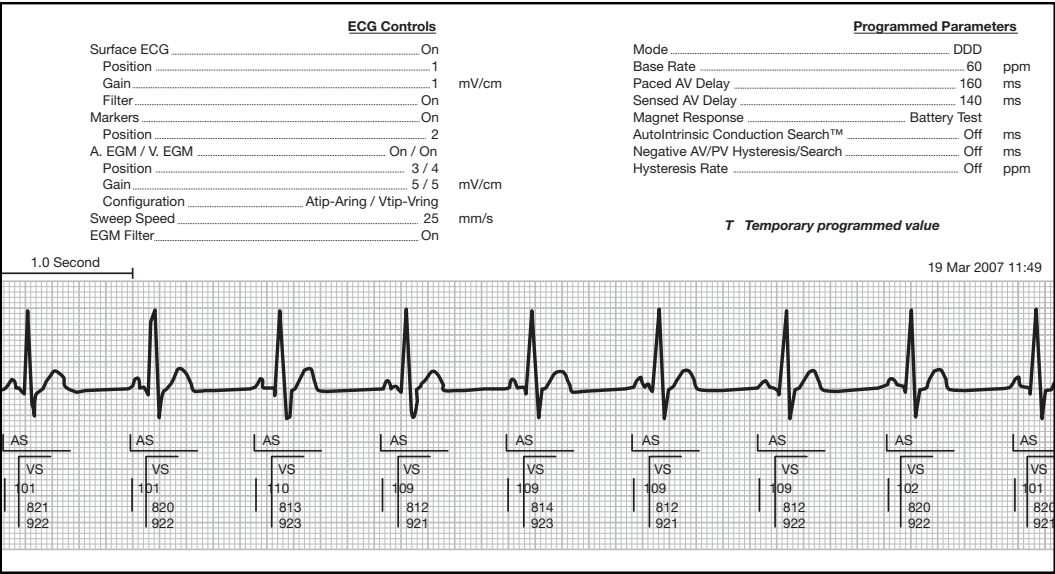 ECG Controls
Surface ECG On
Position 1
Gain 1 mV/cm
Filter On
Markers On
Position 2
A. EGM / V. EGM On / On
Position 3 / 4
Gain 5 / 5 mV/cm
Configuration Atip-Aring / Vtip-Vring
Sweep Speed 25 mm/s
EGM Filter On
Programmed Parameters
Mode DDD
Base Rate 60 ppm
Paced AV Delay 160 ms
Sensed AV Delay 140 ms
Magnet Response Battery Test
AutoIntrinsic Conduction Search™ Off ms
Negative AV/PV Hysteresis/Search Off ms
Hysteresis Rate Off ppm
T Temporary programmed value
1.0 Second
19 Mar 2007 11:49
AS AS AS AS AS AS AS AS AS
VS VS VS VS VS VS VS VS VS
101 101 110 109 109 109 109 102 101
821 820 813 812 814 812 812 820 820
922 922 923 921 923 921 922 922 921